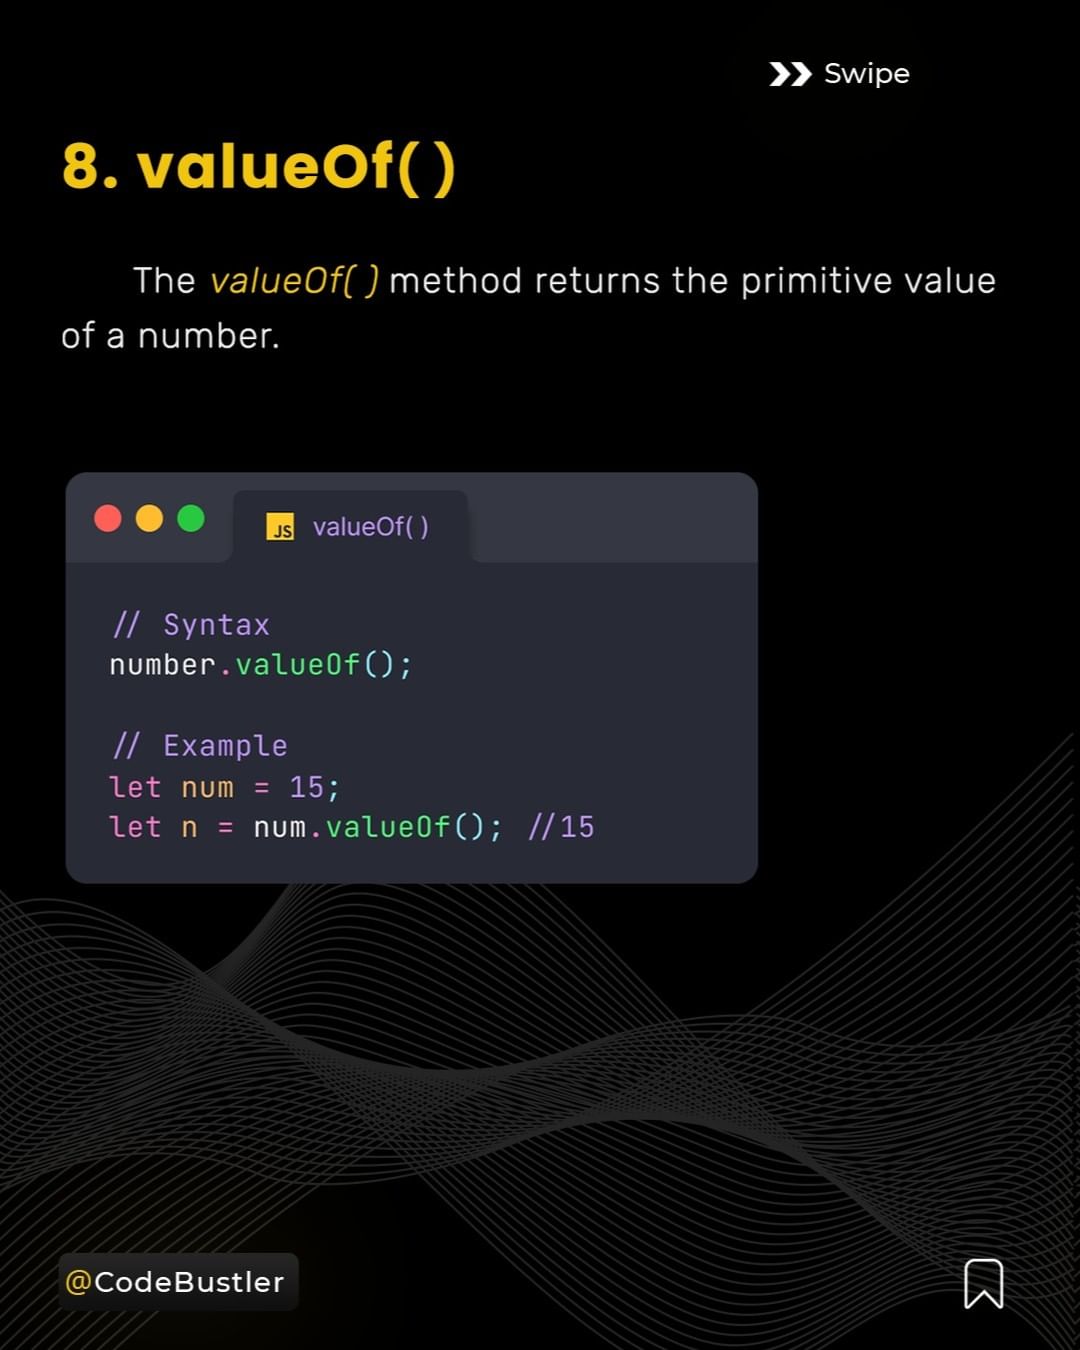 Swipe
8. valueOf( )
The valueOf( ) method returns the primitive value
of a number.
JS valueOf( )
// Syntax
number.valueOf();
// Example
let num = 15;
let n = num.valueOf(); //15
@CodeBustler